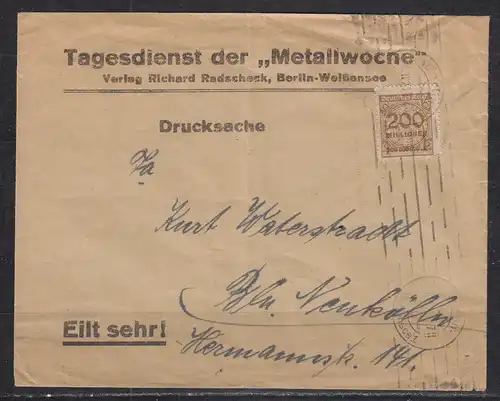 Tagesdienst der „Metallwoche"
Verlag Richard Radscheck, Berlin-Weißensee
Drucksache
200
MILLIONEN
Fa
Kurt Waterstradt
Bln. Neukölln
Eilt sehr!
Hermannstr. 141.